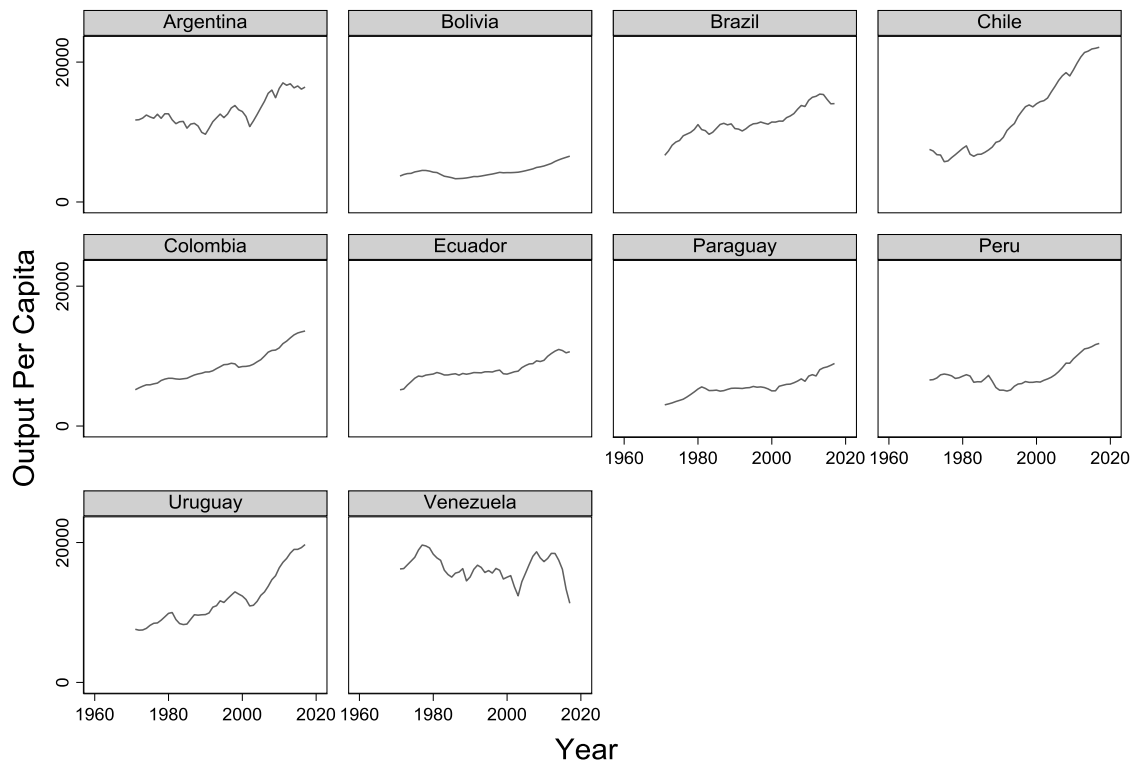 Argentina Bolivia Brazil Chile
20000
0
Colombia Ecuador Paraguay Peru
20000
0
1960 1980 2000 2020 1960 1980 2000 2020
Output Per Capita
Uruguay Venezuela
20000
0
1960 1980 2000 2020 1960 1980 2000 2020
Year